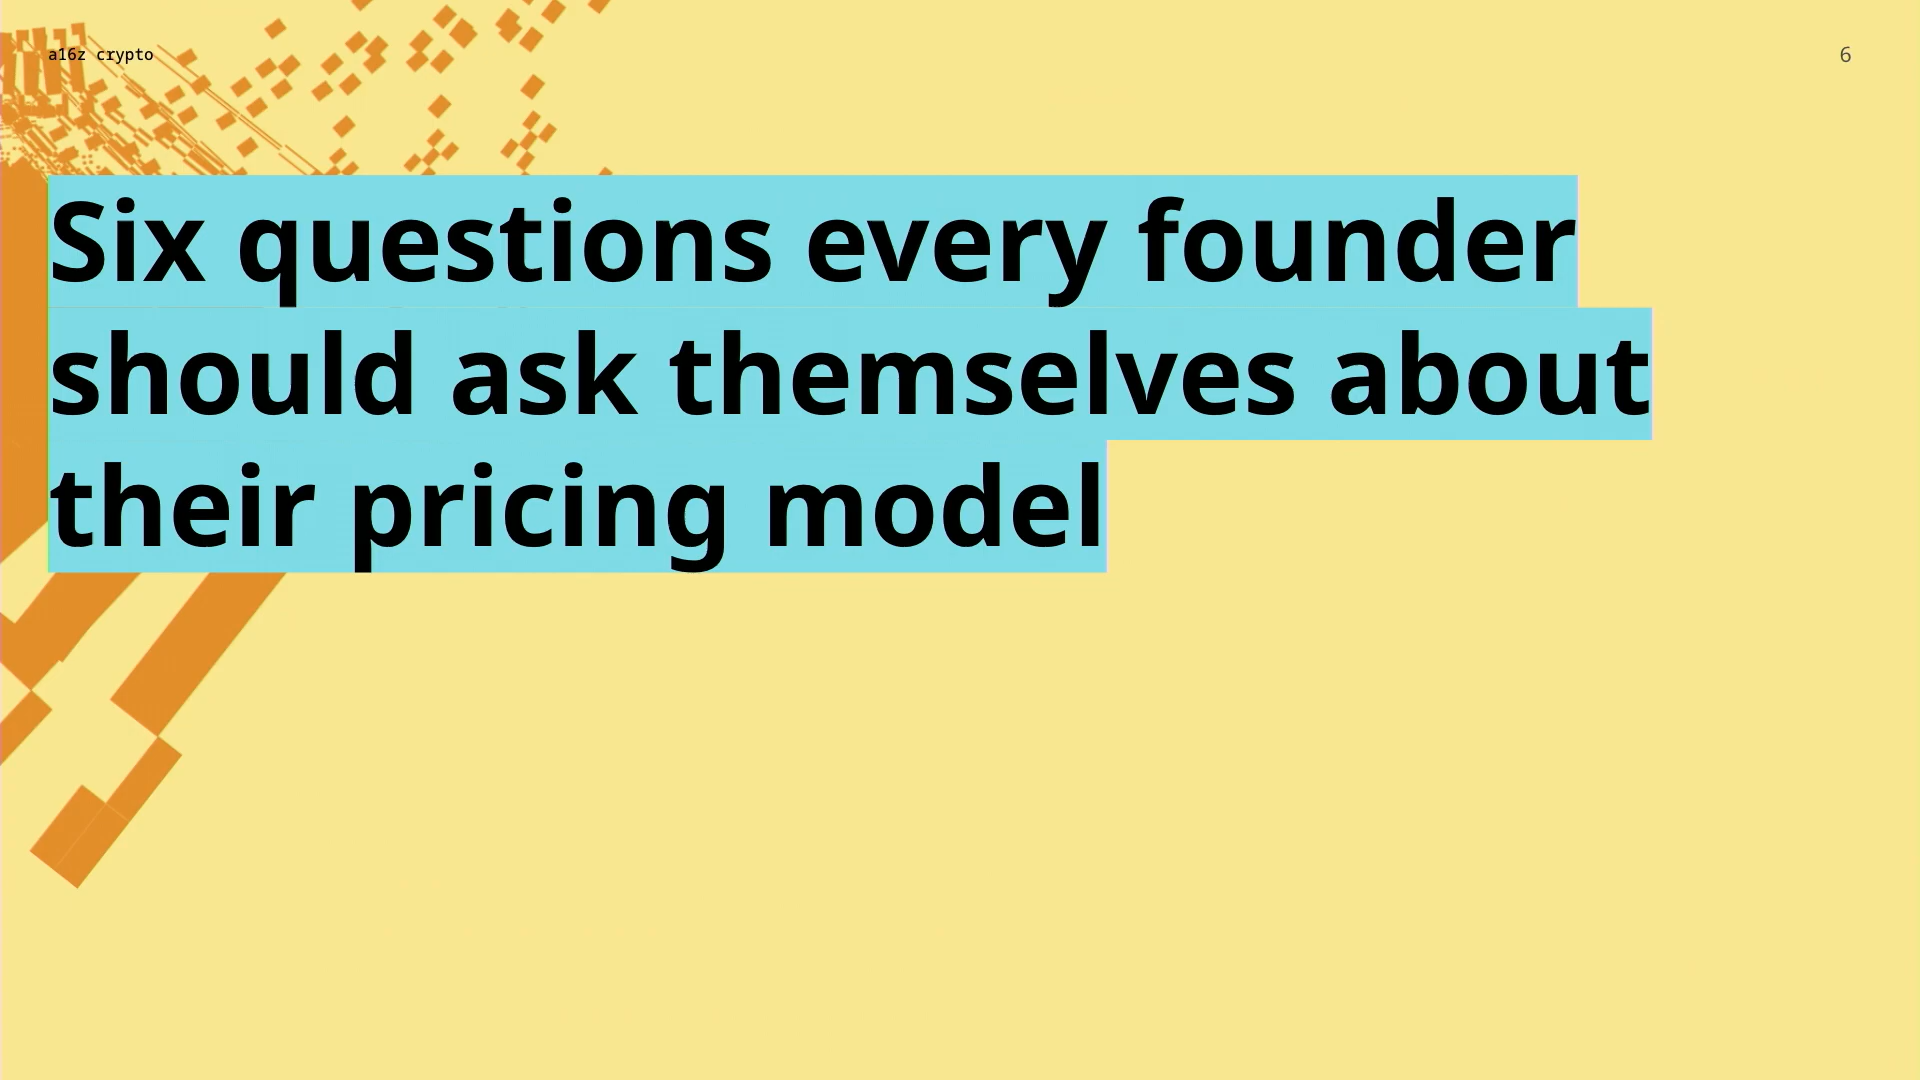 a16z crypto
6
Six questions every founder
should ask themselves about
their pricing model